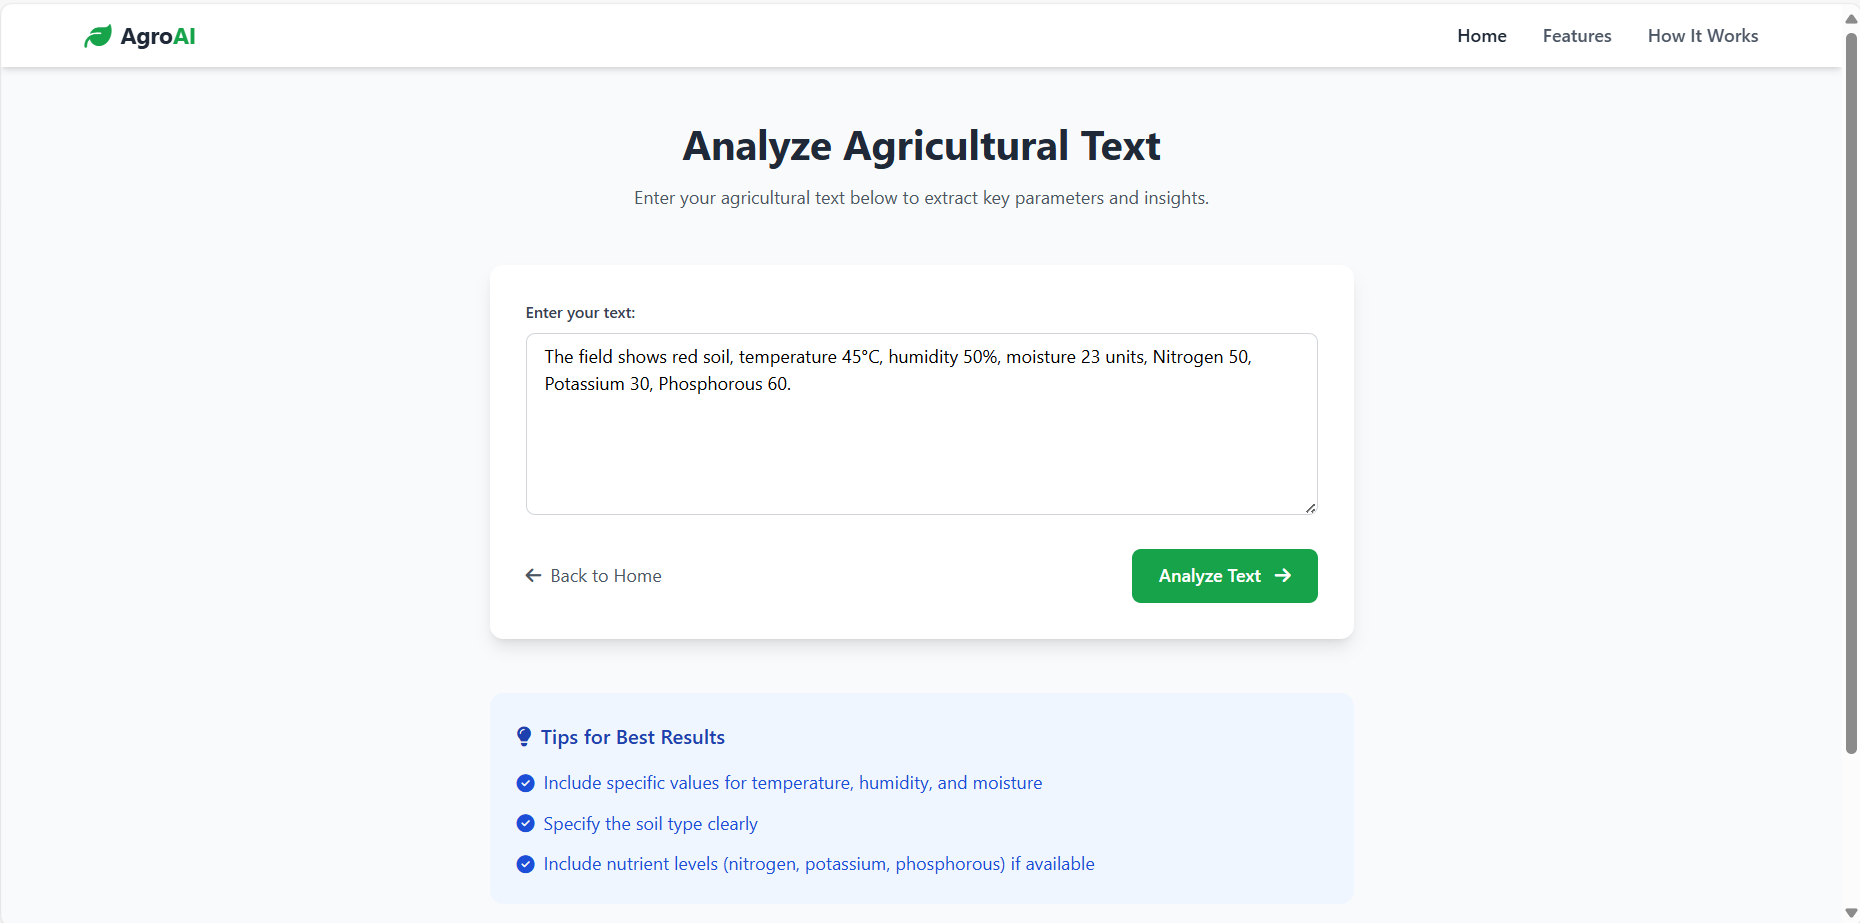 AgroAI
Home
Features
How It Works
Analyze Agricultural Text
Enter your agricultural text below to extract key parameters and insights.
Enter your text:
The field shows red soil, temperature 45°C, humidity 50%, moisture 23 units, Nitrogen 50,
Potassium 30, Phosphorous 60.
Back to Home
Analyze Text
Tips for Best Results
Include specific values for temperature, humidity, and moisture
Specify the soil type clearly
Include nutrient levels (nitrogen, potassium, phosphorous) if available